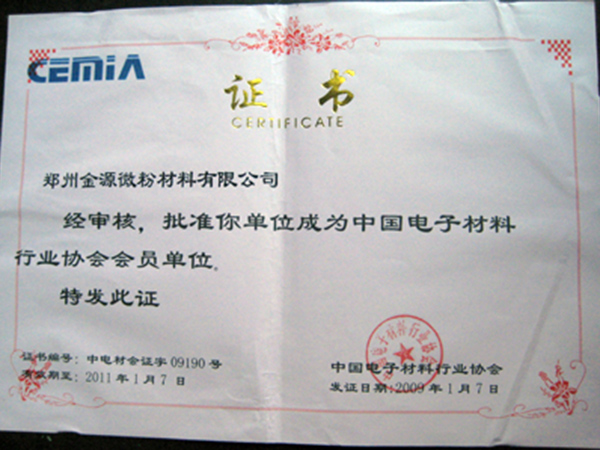 CEMIA
证书
CERTIFICATE
郑州金源微粉材料有限公司
经审核，批准你单位成为中国电子材料
行业协会会员单位。
特发此证
证书编号：中电材会证字09190号
有效期至：2011年1月7日
中国电子材料行业协会
发证日期：2009年1月7日